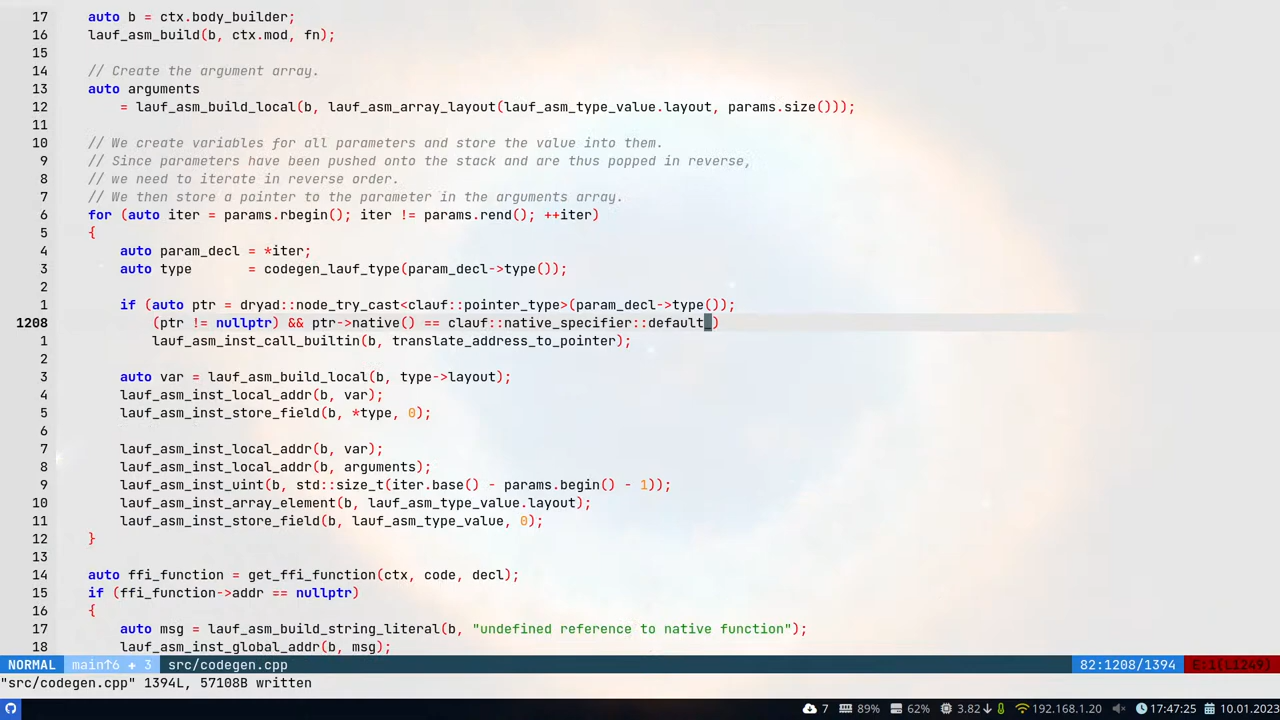 17 auto b = ctx.body_builder;
16 lauf_asm_build(b, ctx.mod, fn);
15
14 // Create the argument array.
13 auto arguments
12 = lauf_asm_build_local(b, lauf_asm_array_layout(lauf_asm_type_value.layout, params.size()));
11
10 // We create variables for all parameters and store the value into them.
9 // Since parameters have been pushed onto the stack and are thus popped in reverse,
8 // we need to iterate in reverse order.
7 // We then store a pointer to the parameter in the arguments array.
6 for (auto iter = params.rbegin(); iter != params.rend(); ++iter)
5 {
4 auto param_decl = *iter;
3 auto type = codegen_lauf_type(param_decl->type());
2
1 if (auto ptr = dryad::node_try_cast<clauf::pointer_type>(param_decl->type());
1208 (ptr != nullptr) && ptr->native() == clauf::native_specifier::default_)
1 lauf_asm_inst_call_builtin(b, translate_address_to_pointer);
2
3 auto var = lauf_asm_build_local(b, type->layout);
4 lauf_asm_inst_local_addr(b, var);
5 lauf_asm_inst_store_field(b, *type, 0);
6
7 lauf_asm_inst_local_addr(b, var);
8 lauf_asm_inst_local_addr(b, arguments);
9 lauf_asm_inst_uint(b, std::size_t(iter.base() - params.begin() - 1));
10 lauf_asm_inst_array_element(b, lauf_asm_type_value.layout);
11 lauf_asm_inst_store_field(b, lauf_asm_type_value, 0);
12 }
13
14 auto ffi_function = get_ffi_function(ctx, code, decl);
15 if (ffi_function->addr == nullptr)
16 {
17 auto msg = lauf_asm_build_string_literal(b, "undefined reference to native function");
18 lauf_asm_inst_global_addr(b, msg);
NORMAL main↑6 + 3 src/codegen.cpp 82:1208/1394 E:1(L1249)
"src/codegen.cpp" 1394L, 57108B written
7 89% 62% 3.82 192.168.1.20 17:47:25 10.01.2023